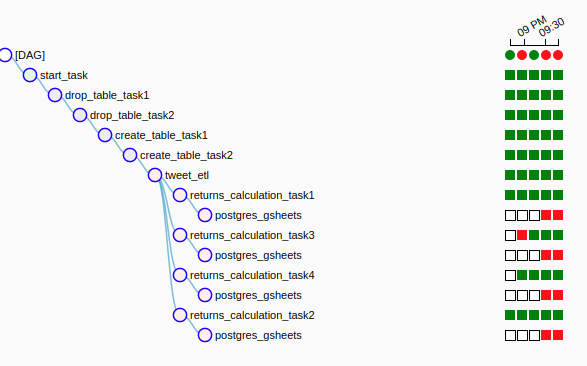 09 PM
09:30
[DAG]
start_task
drop_table_task1
drop_table_task2
create_table_task1
create_table_task2
tweet_etl
returns_calculation_task1
postgres_gsheets
returns_calculation_task3
postgres_gsheets
returns_calculation_task4
postgres_gsheets
returns_calculation_task2
postgres_gsheets